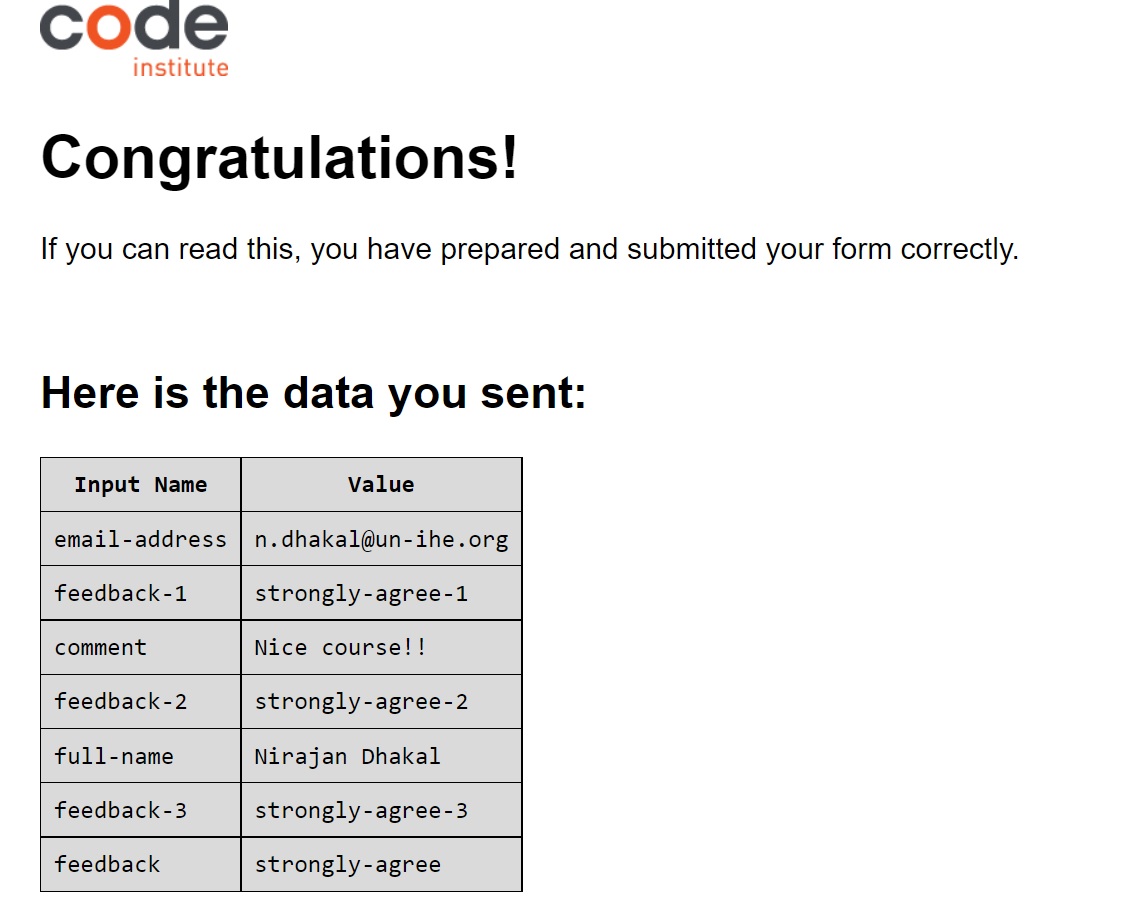 code
institute
Congratulations!
If you can read this, you have prepared and submitted your form correctly.
Here is the data you sent:
Input Name Value
email-address n.dhakal@un-ihe.org
feedback-1 strongly-agree-1
comment Nice course!!
feedback-2 strongly-agree-2
full-name Nirajan Dhakal
feedback-3 strongly-agree-3
feedback strongly-agree